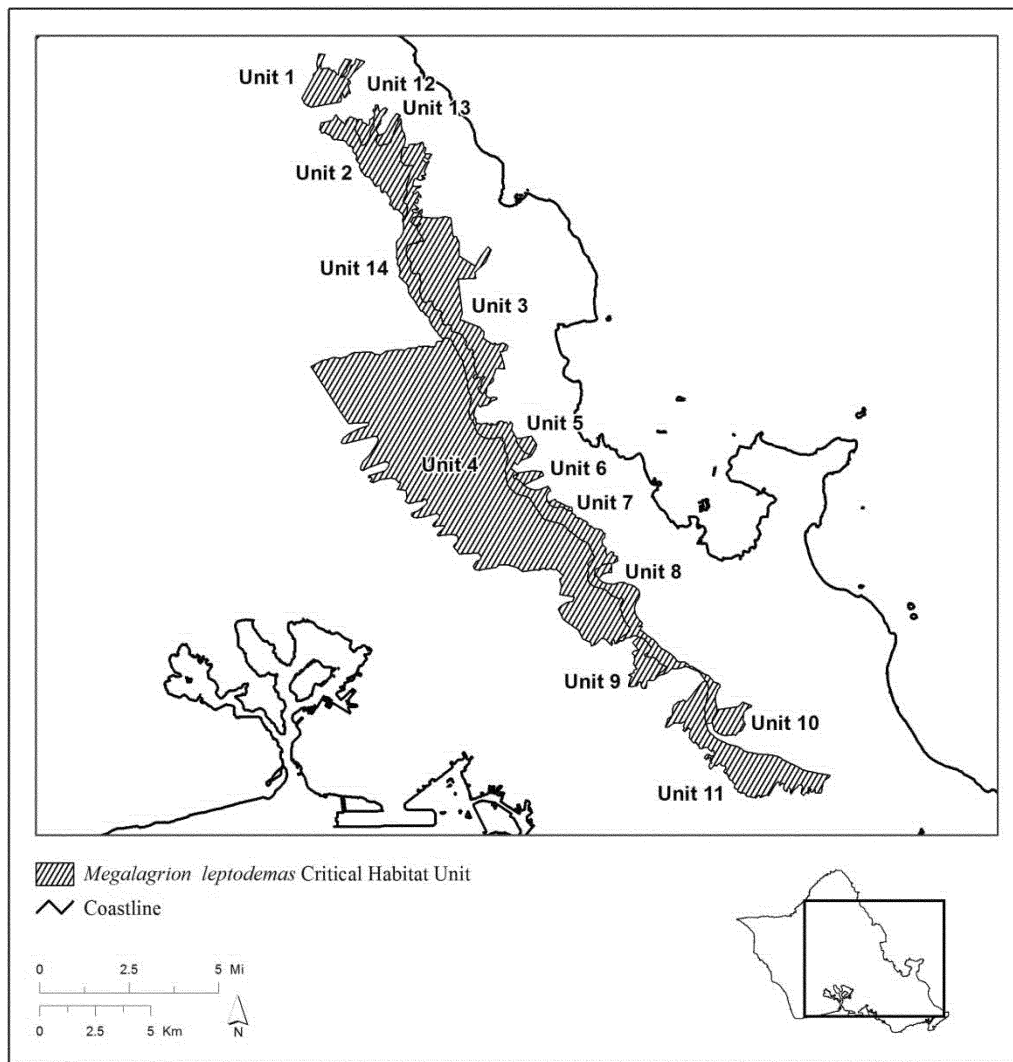 Unit 1
Unit 12
Unit 13
Unit 2
Unit 14
Unit 3
Unit 5
Unit 4
Unit 6
Unit 7
Unit 8
Unit 9
Unit 10
Unit 11
Megalagrion leptodemas Critical Habitat Unit
Coastline
0 2.5 5 Mi
0 2.5 5 Km
N